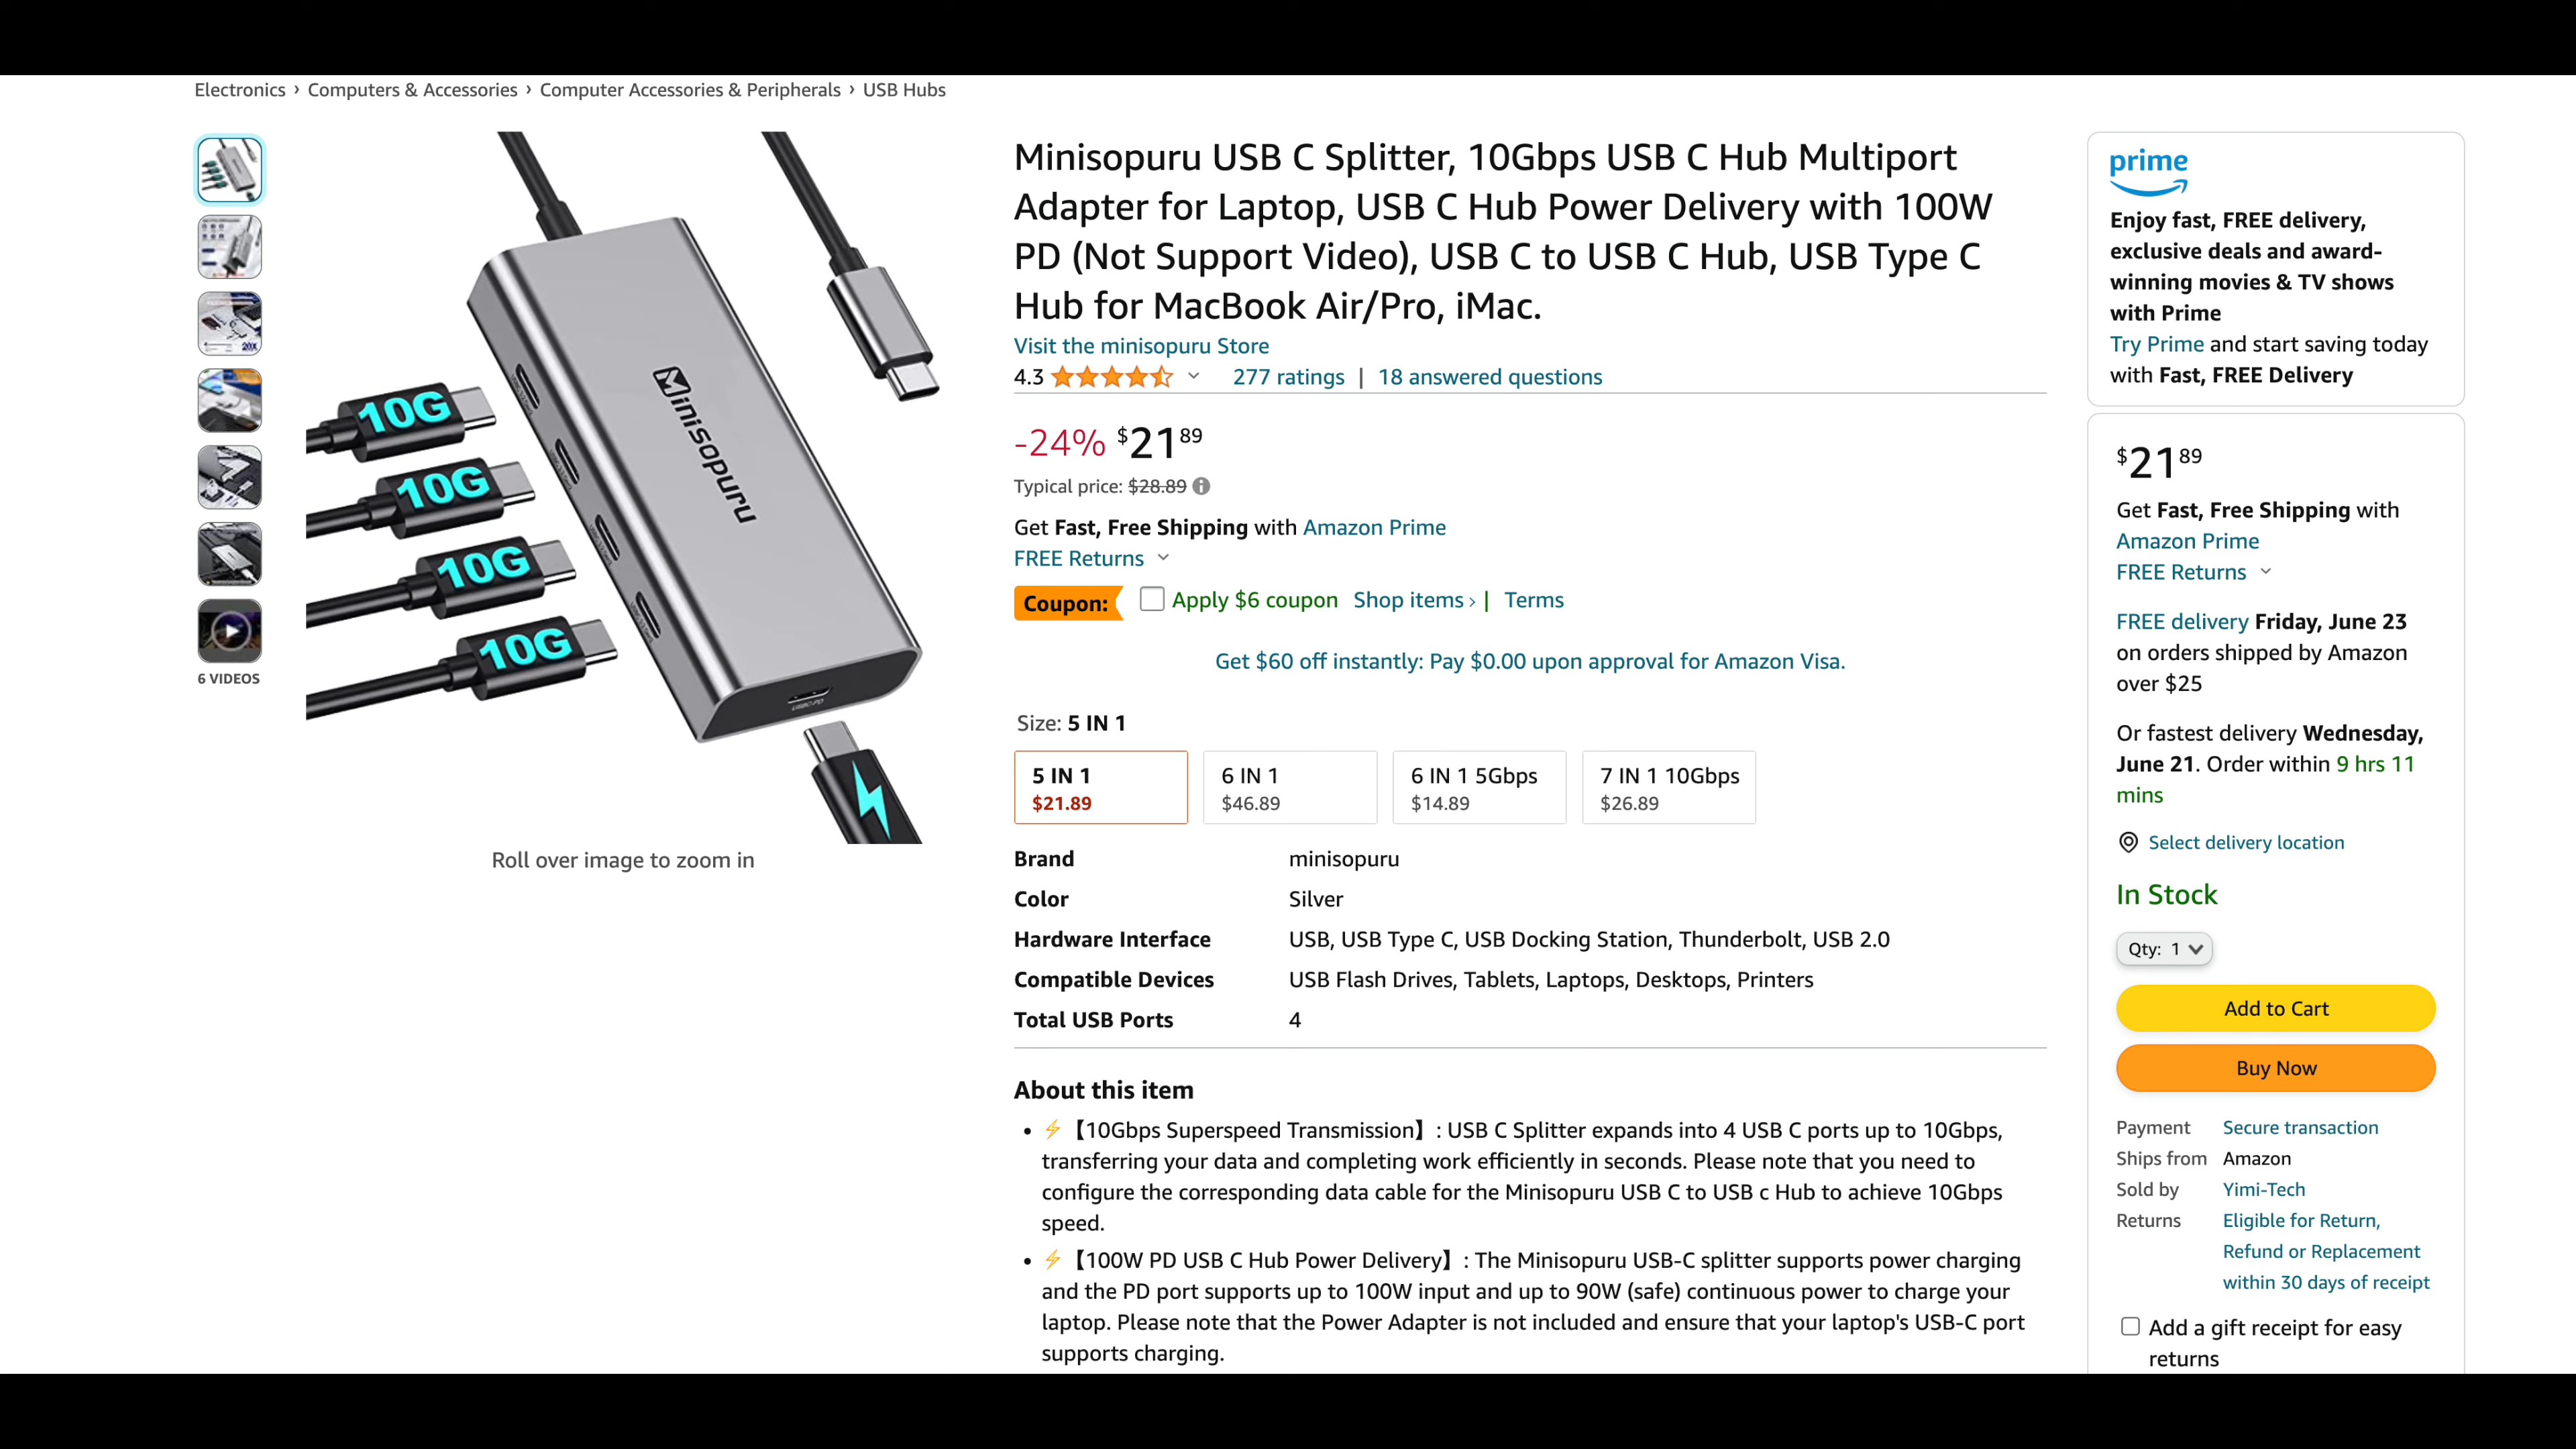 Electronics › Computers & Accessories › Computer Accessories & Peripherals › USB Hubs
10G
10G
10G
10G
Minisopuru
USBC-PD
6 VIDEOS
Roll over image to zoom in
Minisopuru USB C Splitter, 10Gbps USB C Hub Multiport
Adapter for Laptop, USB C Hub Power Delivery with 100W
PD (Not Support Video), USB C to USB C Hub, USB Type C
Hub for MacBook Air/Pro, iMac.
Visit the minisopuru Store
4.3 277 ratings | 18 answered questions
-24% $21 89
Typical price: $28.89
Get Fast, Free Shipping with Amazon Prime
FREE Returns
Coupon: Apply $6 coupon Shop items › | Terms
Get $60 off instantly: Pay $0.00 upon approval for Amazon Visa.
Size: 5 IN 1
5 IN 1 6 IN 1 6 IN 1 5Gbps 7 IN 1 10Gbps
$21.89 $46.89 $14.89 $26.89
Brand minisopuru
Color Silver
Hardware Interface USB, USB Type C, USB Docking Station, Thunderbolt, USB 2.0
Compatible Devices USB Flash Drives, Tablets, Laptops, Desktops, Printers
Total USB Ports 4
About this item
• ⚡【10Gbps Superspeed Transmission】: USB C Splitter expands into 4 USB C ports up to 10Gbps,
transferring your data and completing work efficiently in seconds. Please note that you need to
configure the corresponding data cable for the Minisopuru USB C to USB c Hub to achieve 10Gbps
speed.
• ⚡【100W PD USB C Hub Power Delivery】: The Minisopuru USB-C splitter supports power charging
and the PD port supports up to 100W input and up to 90W (safe) continuous power to charge your
laptop. Please note that the Power Adapter is not included and ensure that your laptop's USB-C port
supports charging.
prime
Enjoy fast, FREE delivery,
exclusive deals and award-
winning movies & TV shows
with Prime
Try Prime and start saving today
with Fast, FREE Delivery
$21 89
Get Fast, Free Shipping with
Amazon Prime
FREE Returns
FREE delivery Friday, June 23
on orders shipped by Amazon
over $25
Or fastest delivery Wednesday,
June 21. Order within 9 hrs 11
mins
Select delivery location
In Stock
Qty: 1
Add to Cart
Buy Now
Payment Secure transaction
Ships from Amazon
Sold by Yimi-Tech
Returns Eligible for Return,
Refund or Replacement
within 30 days of receipt
Add a gift receipt for easy
returns